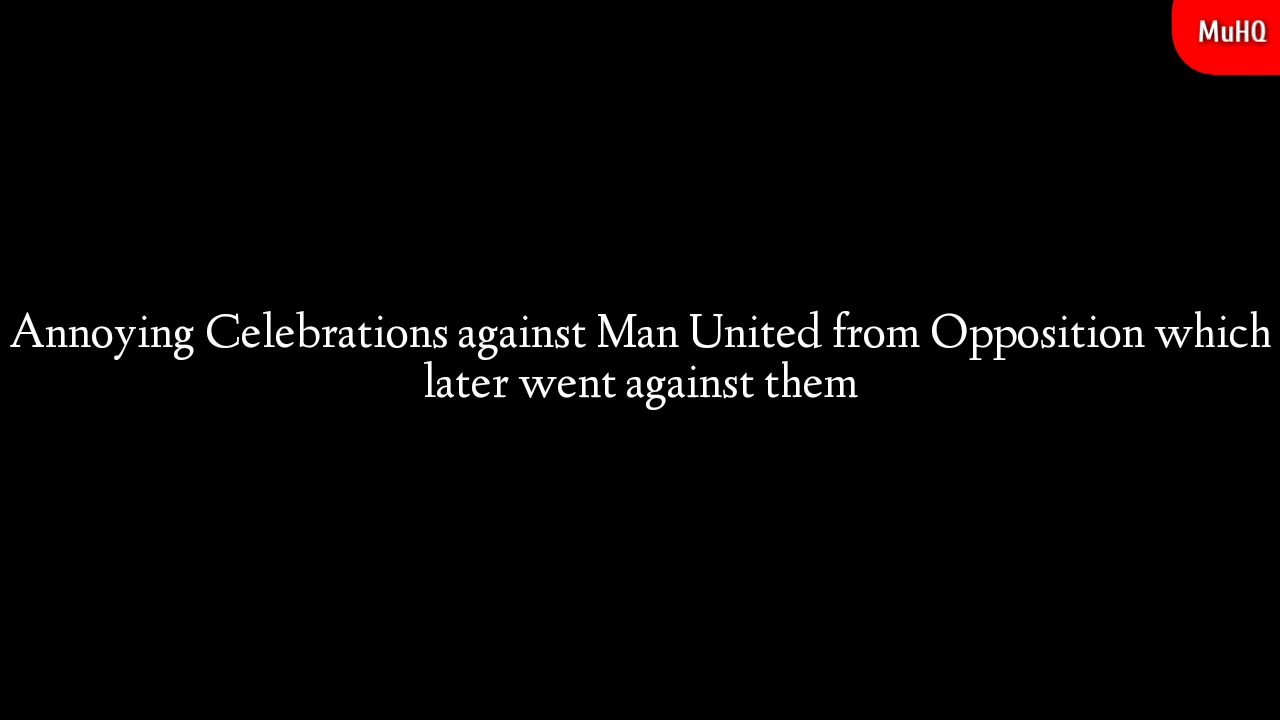 MuHQ
Annoying Celebrations against Man United from Opposition which
later went against them